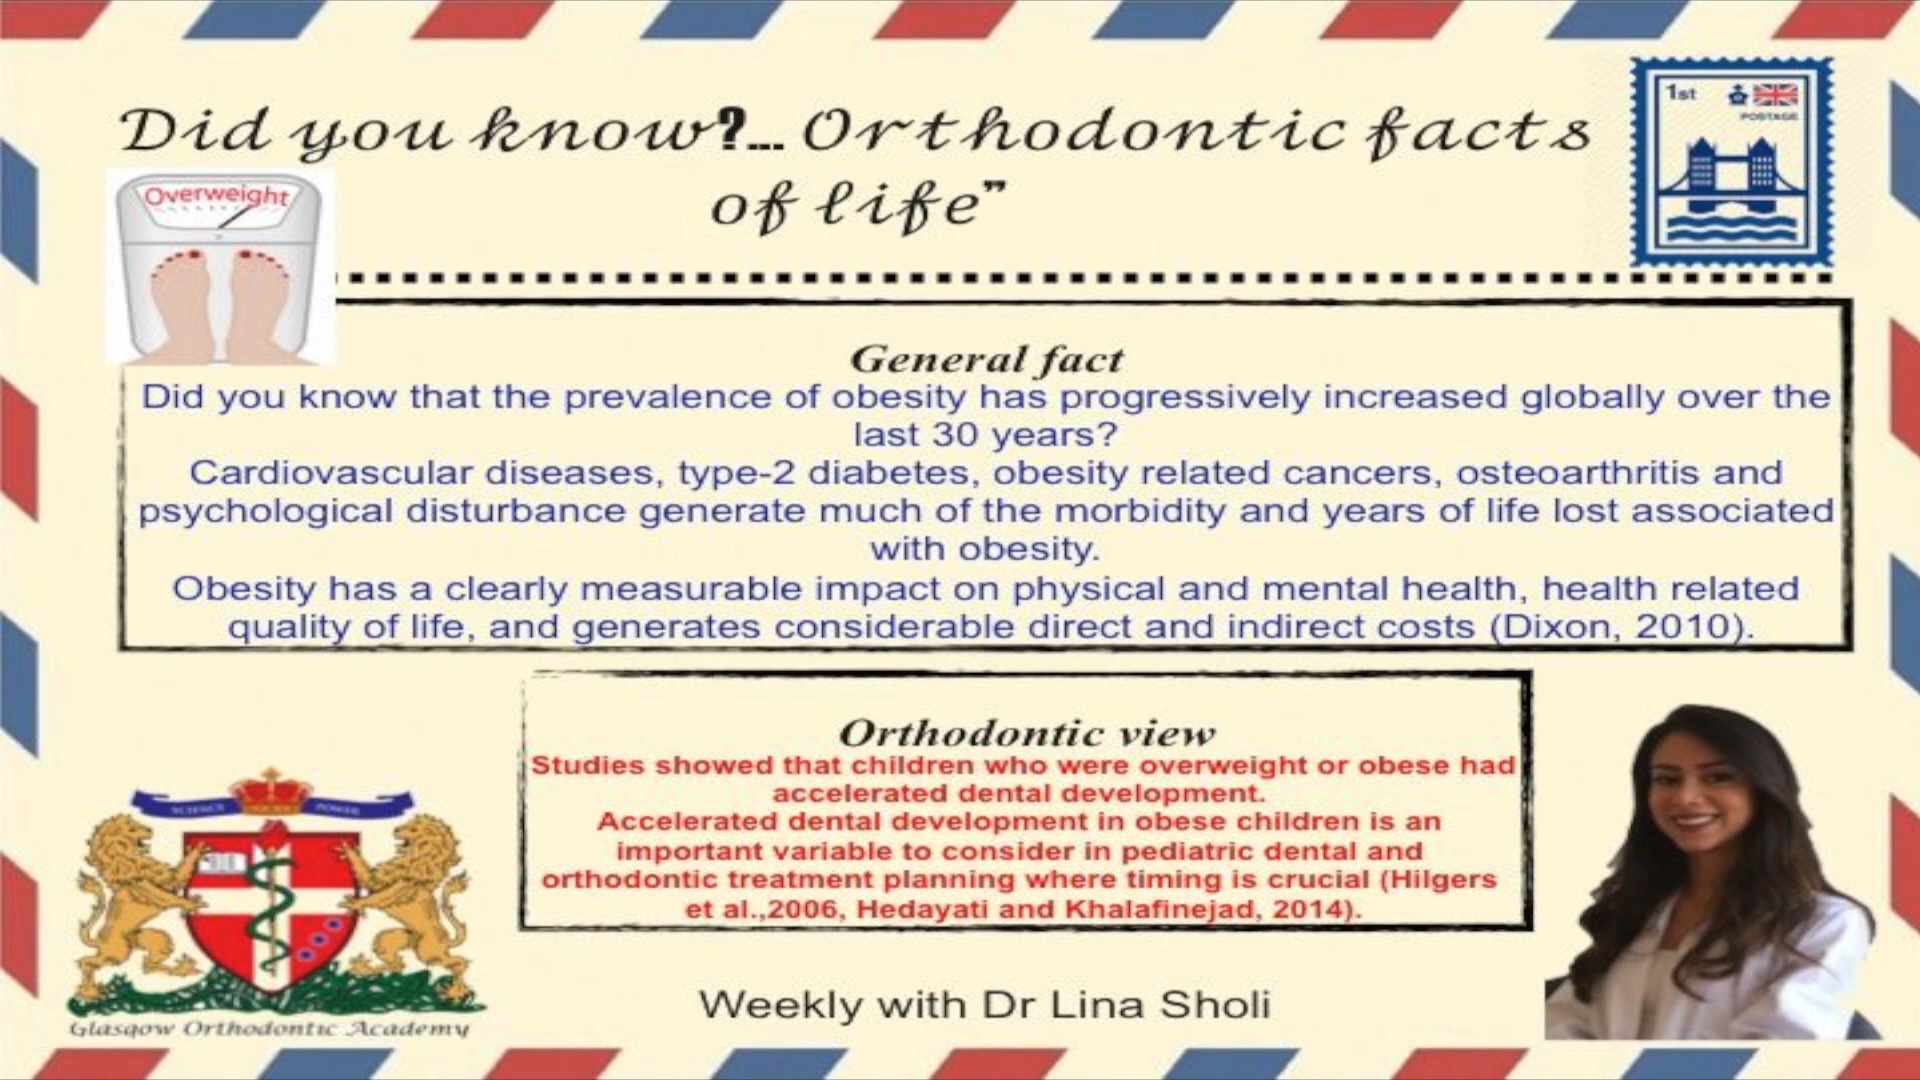 Did you know?... Orthodontic facts
of life”
Overweight
1st
POSTAGE
General fact
Did you know that the prevalence of obesity has progressively increased globally over the
last 30 years?
Cardiovascular diseases, type-2 diabetes, obesity related cancers, osteoarthritis and
psychological disturbance generate much of the morbidity and years of life lost associated
with obesity.
Obesity has a clearly measurable impact on physical and mental health, health related
quality of life, and generates considerable direct and indirect costs (Dixon, 2010).
Orthodontic view
Studies showed that children who were overweight or obese had
accelerated dental development.
Accelerated dental development in obese children is an
important variable to consider in pediatric dental and
orthodontic treatment planning where timing is crucial (Hilgers
et al.,2006, Hedayati and Khalafinejad, 2014).
SCIENCE POWER
Glasgow Orthodontic Academy
Weekly with Dr Lina Sholi